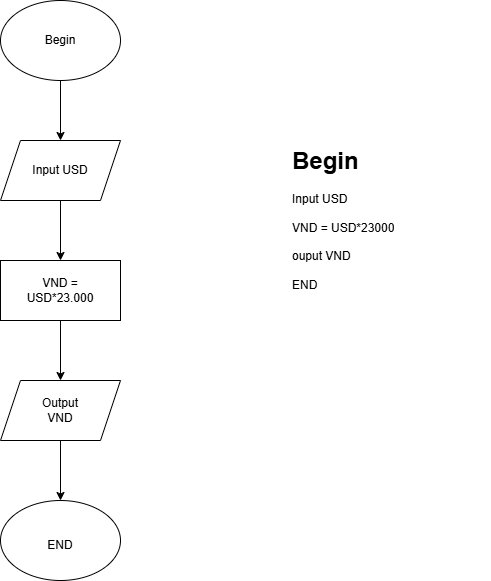 Begin
Input USD
VND =
USD*23.000
Output
VND
END
Begin
Input USD
VND = USD*23000
ouput VND
END